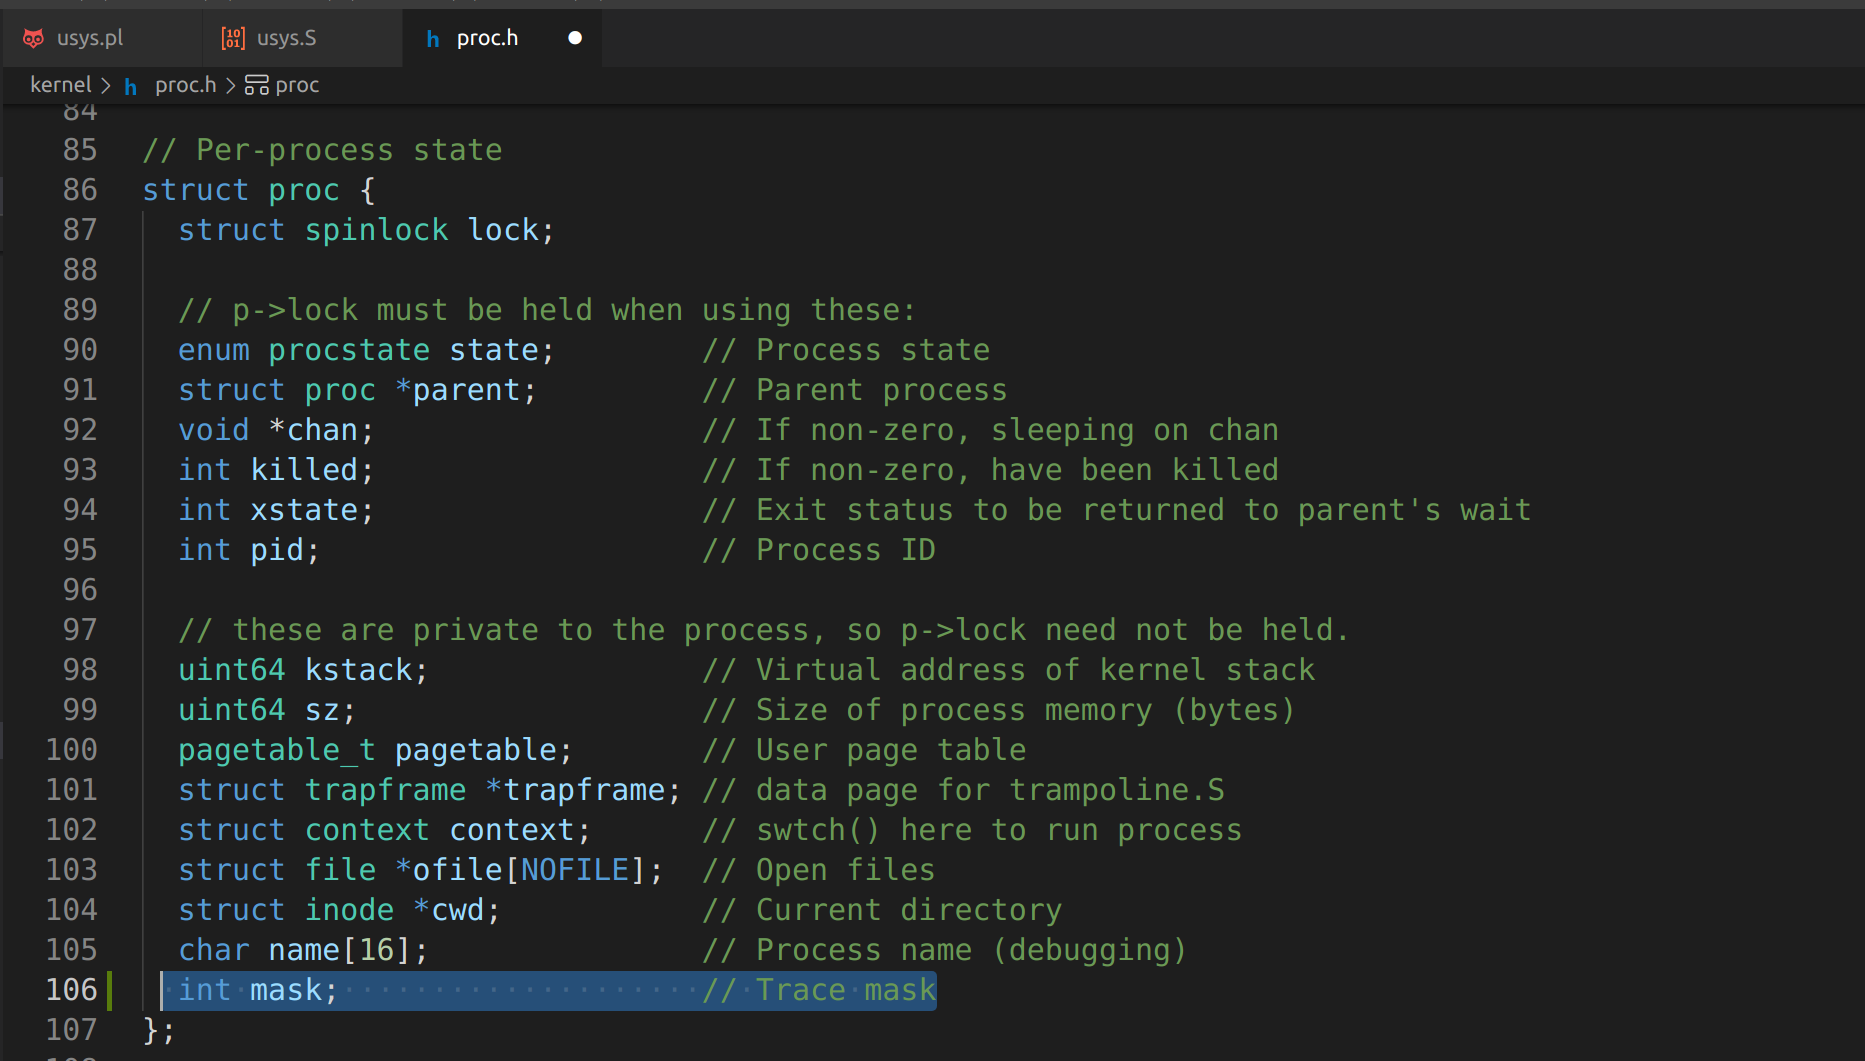 usys.pl usys.S h proc.h
kernel > h proc.h > proc
84
85 // Per-process state
86 struct proc {
87   struct spinlock lock;
88
89   // p->lock must be held when using these:
90   enum procstate state;        // Process state
91   struct proc *parent;         // Parent process
92   void *chan;                  // If non-zero, sleeping on chan
93   int killed;                  // If non-zero, have been killed
94   int xstate;                  // Exit status to be returned to parent's wait
95   int pid;                     // Process ID
96
97   // these are private to the process, so p->lock need not be held.
98   uint64 kstack;               // Virtual address of kernel stack
99   uint64 sz;                   // Size of process memory (bytes)
100   pagetable_t pagetable;       // User page table
101   struct trapframe *trapframe; // data page for trampoline.S
102   struct context context;      // swtch() here to run process
103   struct file *ofile[NOFILE];  // Open files
104   struct inode *cwd;           // Current directory
105   char name[16];               // Process name (debugging)
106   int mask;                    // Trace mask
107 };